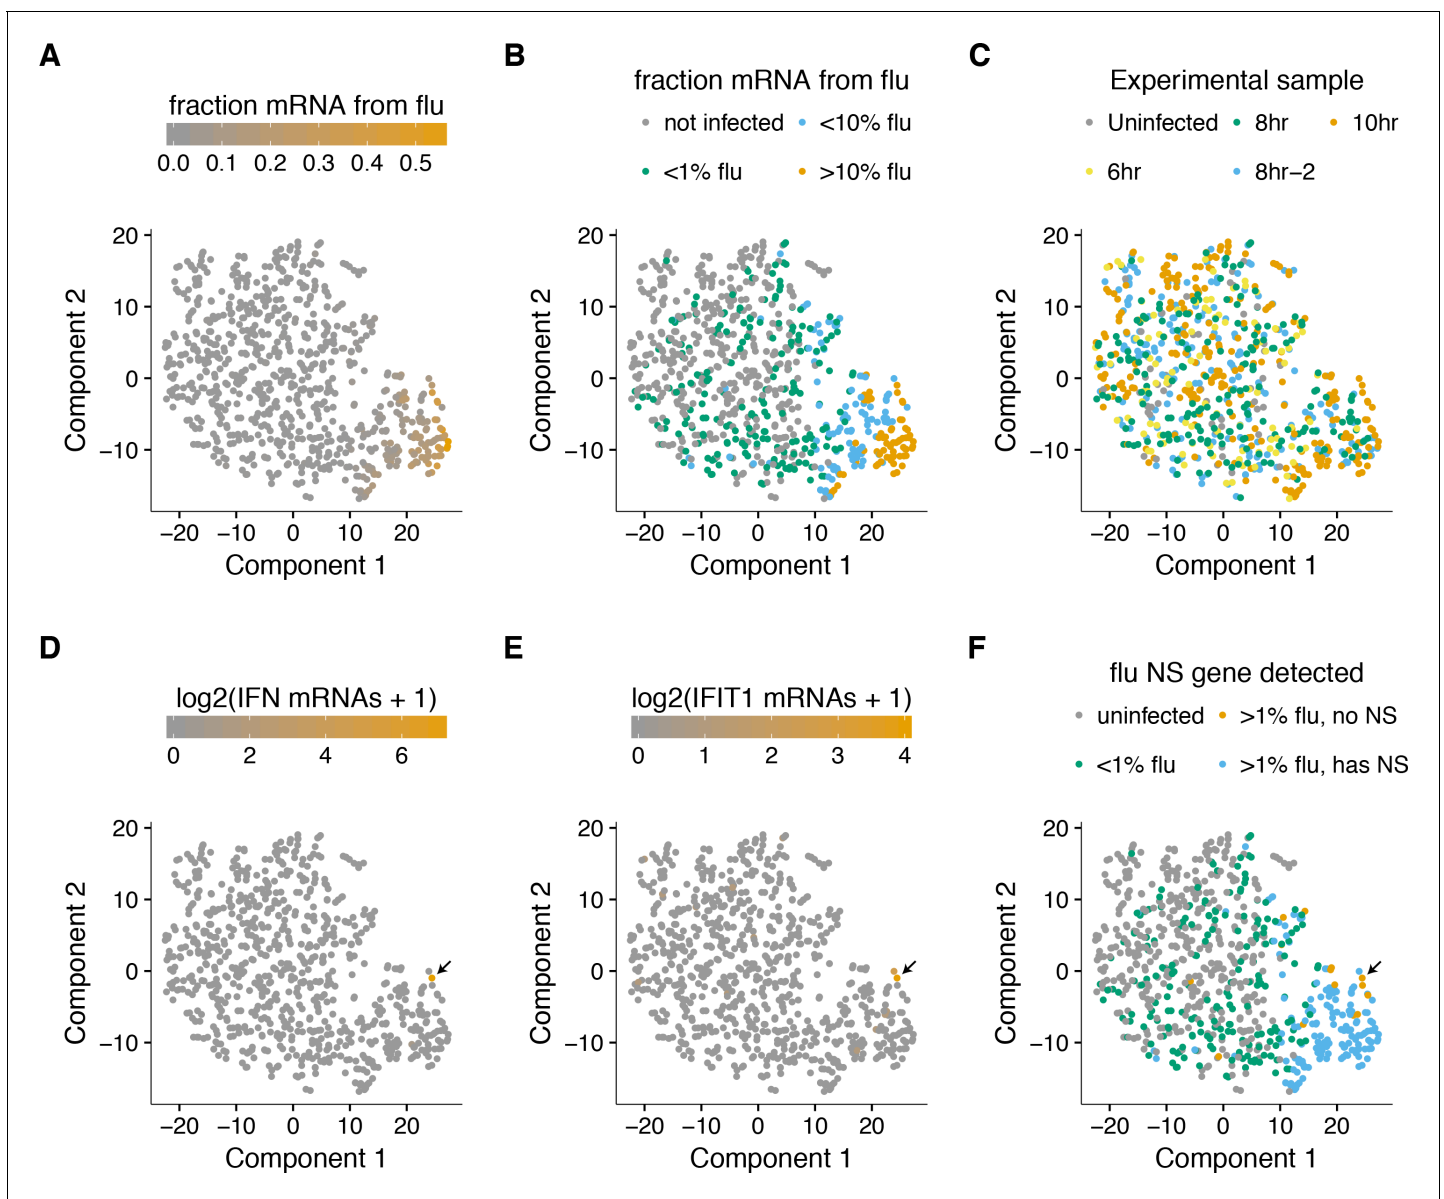 A
fraction mRNA from flu
0.0 0.1 0.2 0.3 0.4 0.5
20
10
0
−10
Component 2
−20 −10 0 10 20
Component 1
B
fraction mRNA from flu
not infected <10% flu
<1% flu >10% flu
20
10
0
−10
Component 2
−20 −10 0 10 20
Component 1
C
Experimental sample
Uninfected 8hr 10hr
6hr 8hr−2
20
10
0
−10
Component 2
−20 −10 0 10 20
Component 1
D
log2(IFN mRNAs + 1)
0 2 4 6
20
10
0
−10
Component 2
−20 −10 0 10 20
Component 1
E
log2(IFIT1 mRNAs + 1)
0 1 2 3 4
20
10
0
−10
Component 2
−20 −10 0 10 20
Component 1
F
flu NS gene detected
uninfected >1% flu, no NS
<1% flu >1% flu, has NS
20
10
0
−10
Component 2
−20 −10 0 10 20
Component 1